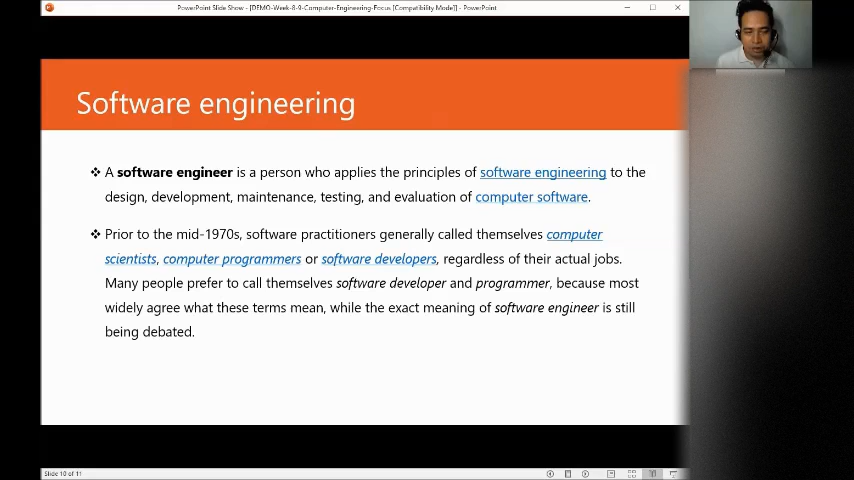 PowerPoint Slide Show - [DEMO-Week-8-9-Computer-Engineering-Focus [Compatibility Mode]] - PowerPoint
Software engineering
❖ A software engineer is a person who applies the principles of software engineering to the
design, development, maintenance, testing, and evaluation of computer software.
❖ Prior to the mid-1970s, software practitioners generally called themselves computer
scientists, computer programmers or software developers, regardless of their actual jobs.
Many people prefer to call themselves software developer and programmer, because most
widely agree what these terms mean, while the exact meaning of software engineer is still
being debated.
Slide 10 of 11